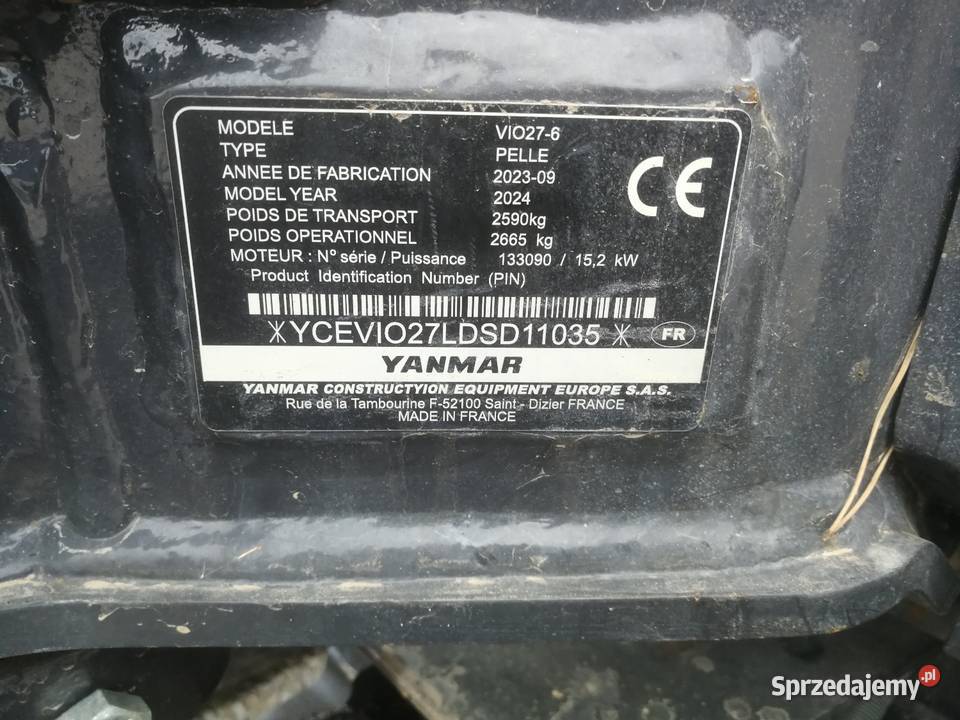 MODELE VIO27-6
TYPE PELLE
ANNEE DE FABRICATION 2023-09
MODEL YEAR 2024
POIDS DE TRANSPORT 2590kg
POIDS OPERATIONNEL 2665 kg
MOTEUR : N° série / Puissance 133090 / 15,2 kW
Product Identification Number (PIN)
CE
*YCEVIO27LDSD11035* FR
YANMAR
YANMAR CONSTRUCTYION EQUIPMENT EUROPE S.A.S.
Rue de la Tambourine F-52100 Saint - Dizier FRANCE
MADE IN FRANCE
Sprzedajemy.pl